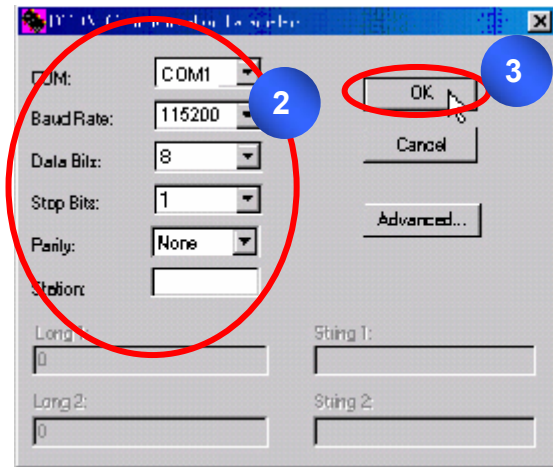 COM: COM1
Baud Rate: 115200
Data Bits: 8
Stop Bits: 1
Parity: None
Station:
2
3
OK
Cancel
Advanced...
Long 1:
0
String 1:
Long 2:
0
String 2: